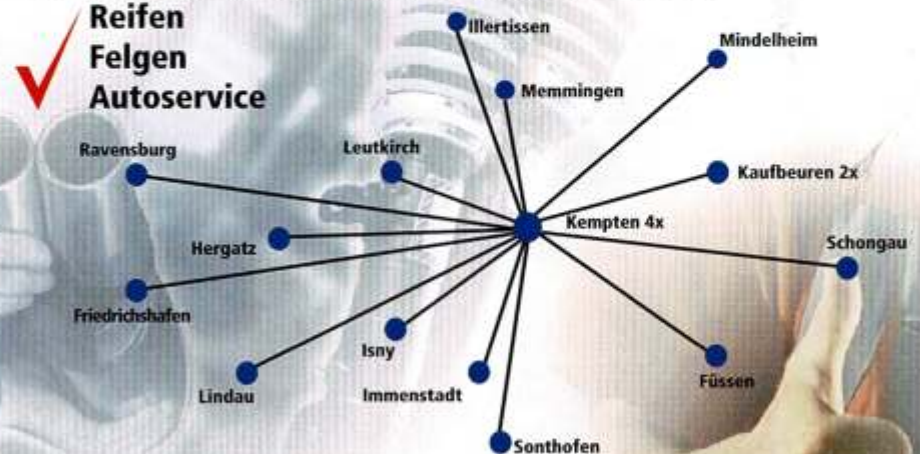 Reifen
Felgen
Autoservice
Illertissen
Mindelheim
Memmingen
Ravensburg
Leutkirch
Kaufbeuren 2x
Kempten 4x
Hergatz
Schongau
Friedrichshafen
Isny
Füssen
Lindau
Immenstadt
Sonthofen